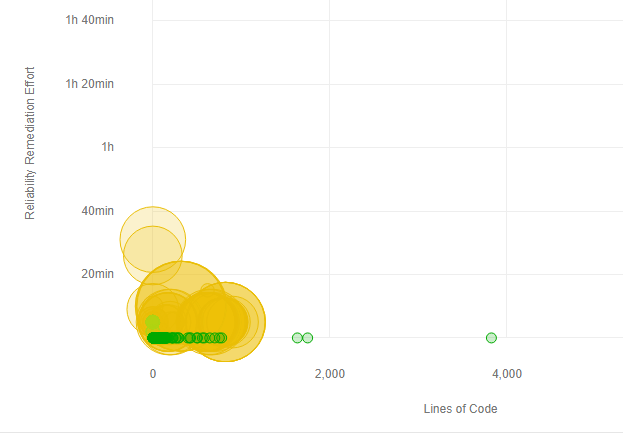 1h 40min
1h 20min
1h
40min
20min
Reliability Remediation Effort
0
2,000
4,000
Lines of Code